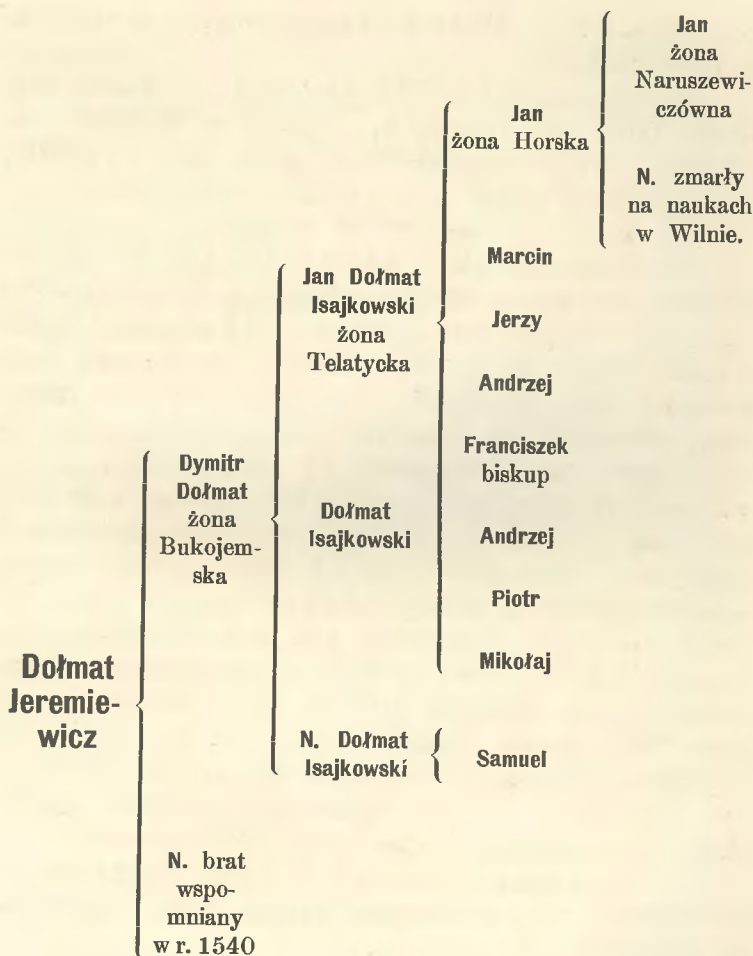 Dołmat
Jeremie-
wicz
Dymitr
Dołmat
żona
Bukojem-
ska
N. brat
wspo-
mniany
w r. 1540
Jan Dołmat
Isajkowski
żona
Telatycka
Dołmat
Isajkowski
N. Dołmat
Isajkowski
Jan
żona Horska
Marcin
Jerzy
Andrzej
Franciszek
biskup
Andrzej
Piotr
Mikołaj
Samuel
Jan
żona
Naruszewi-
czówna
N. zmarły
na naukach
w Wilnie.